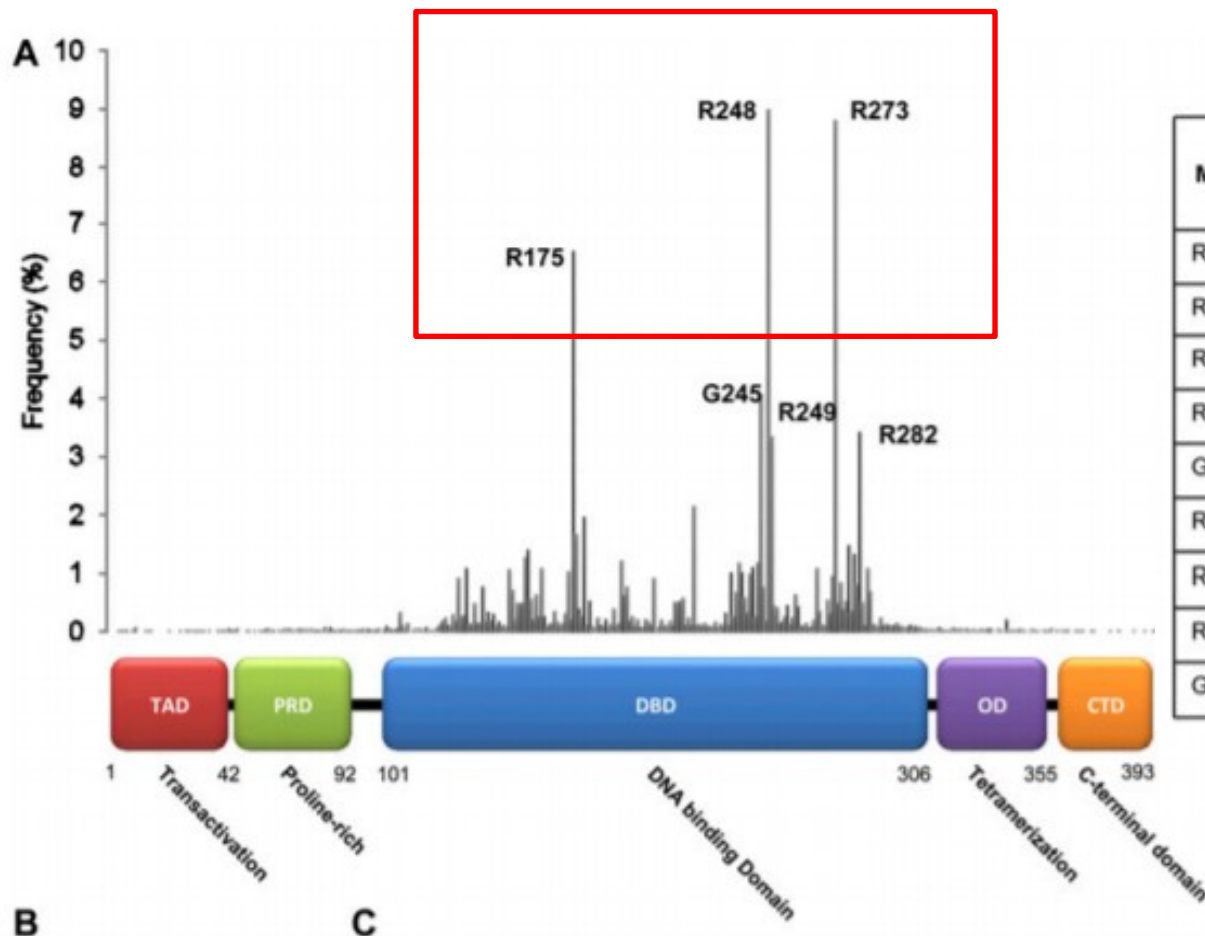 A
10
9
8
7
6
5
4
3
2
1
0
Frequency (%)
R175
R248
R273
G245
R249
R282
M
R
R
R
R
G
R
R
R
G
TAD
PRD
DBD
OD
CTD
1
42
92
101
306
355
393
Transactivation
Proline-rich
DNA binding Domain
Tetramerization
C-terminal domain
B
C